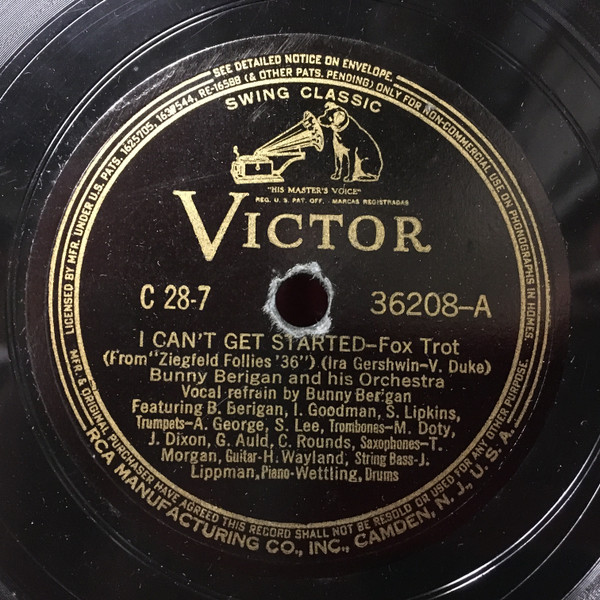 SEE DETAILED NOTICE ON ENVELOPE.
LICENSED BY MFR. UNDER U.S. PATS. 1625705, 1637544, RE-16588 (& OTHER PATS. PENDING) ONLY FOR NON-COMMERCIAL USE ON PHONOGRAPHS IN HOMES.
SWING CLASSIC
"HIS MASTER'S VOICE"
REG. U. S. PAT. OFF. - MARCAS REGISTRADAS
VICTOR
C 28-7
36208-A
I CAN'T GET STARTED-Fox Trot
(From "Ziegfeld Follies '36") (Ira Gershwin-V. Duke)
Bunny Berigan and his Orchestra
Vocal refrain by Bunny Berigan
Featuring B. Berigan, I. Goodman, S. Lipkins,
Trumpets-A. George, S. Lee, Trombones-M. Doty,
J. Dixon, G. Auld, C. Rounds, Saxophones-T.
Morgan, Guitar-H. Wayland, String Bass-J.
Lippman, Piano-Wettling, Drums
MFR. & ORIGINAL PURCHASER HAVE AGREED THIS RECORD SHALL NOT BE RESOLD OR USED FOR ANY OTHER PURPOSE.
RCA MANUFACTURING CO., INC., CAMDEN, N. J., U. S. A.